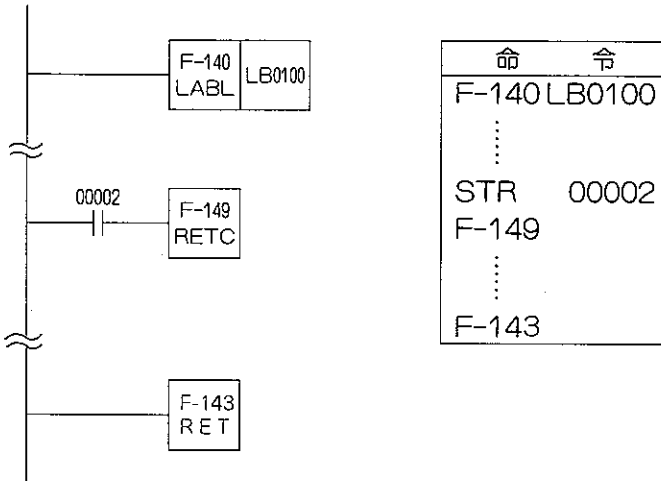 F-140
LABL
LB0100
00002
F-149
RETC
F-143
RET
命 令
F-140 LB0100
STR 00002
F-149
F-143